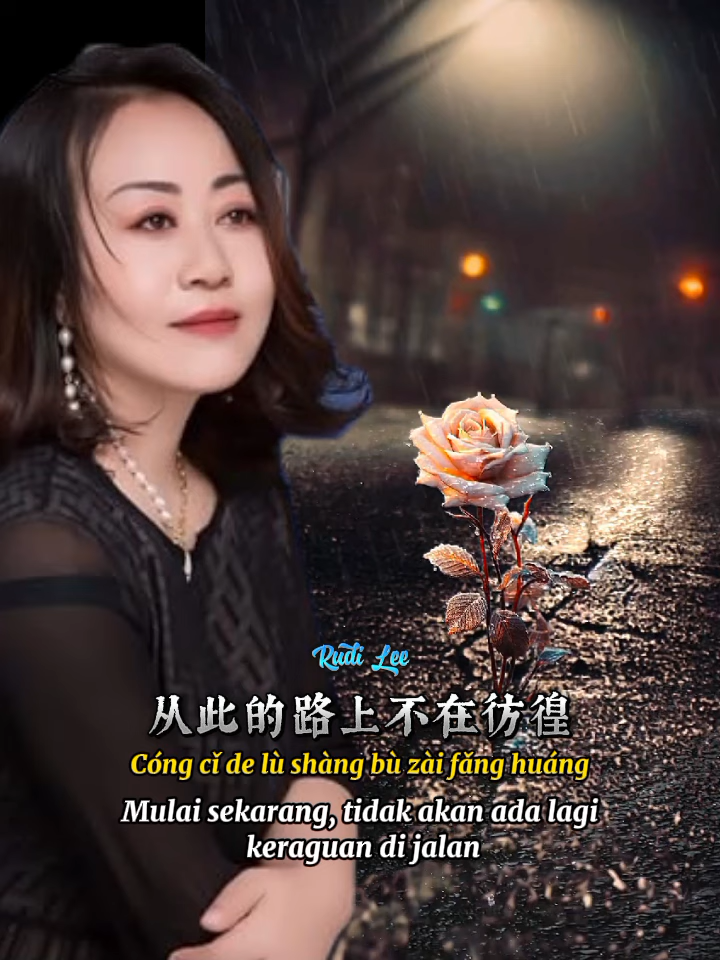 Rudi Lee
从此的路上不在彷徨
Cóng cǐ de lù shàng bù zài fǎng huáng
Mulai sekarang, tidak akan ada lagi
keraguan di jalan